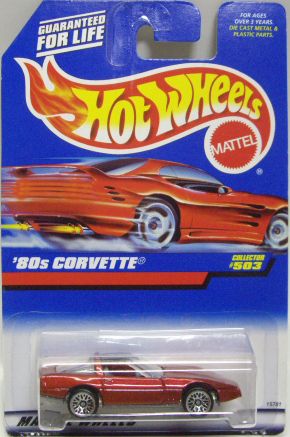 GUARANTEED
FOR LIFE
FOR AGES
OVER 3 YEARS.
DIE CAST METAL &
PLASTIC PARTS.
HOT WHEELS
MATTEL
®
'80s CORVETTE®
COLLECTOR
#503
15781